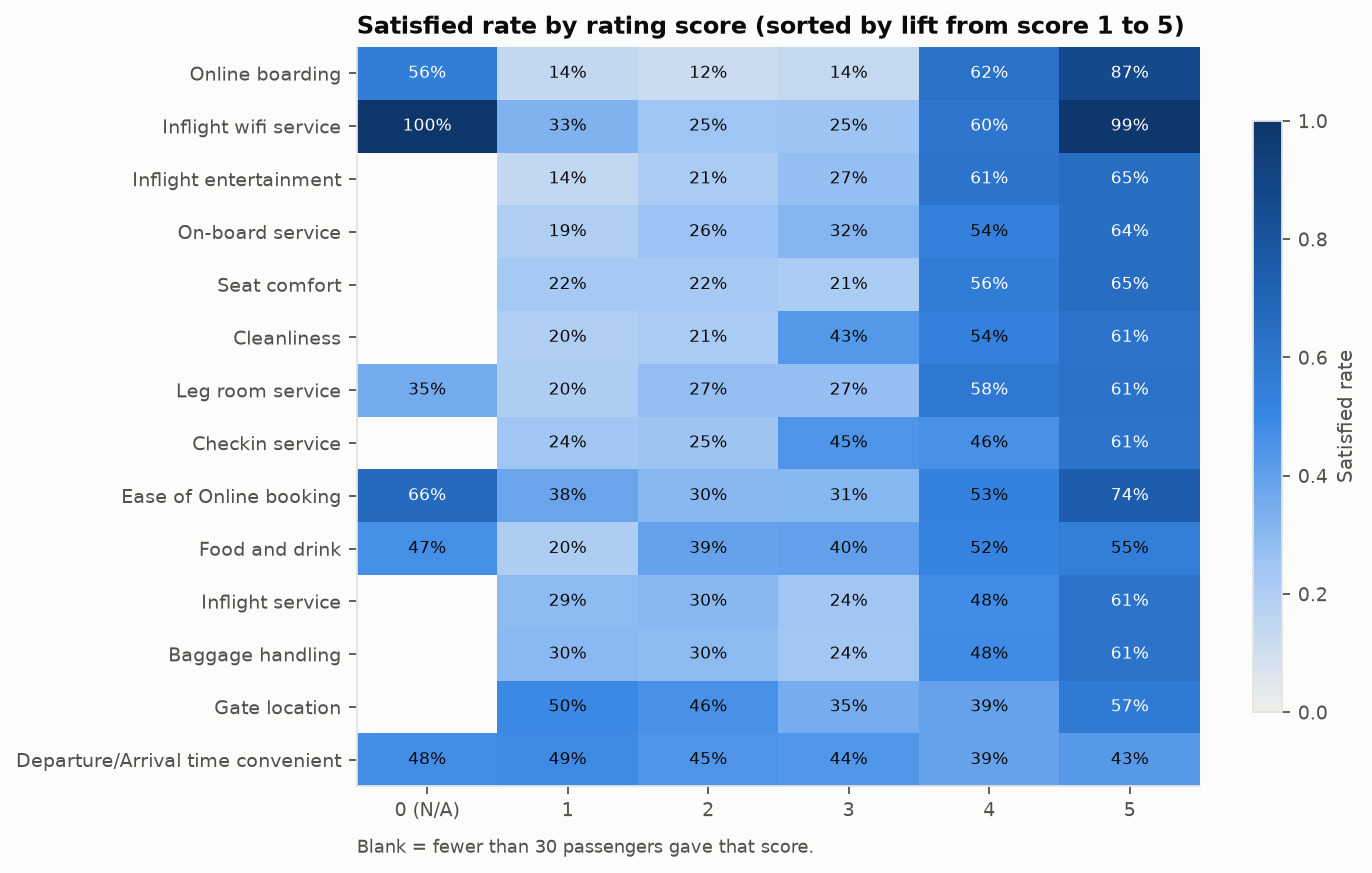 Satisfied rate by rating score (sorted by lift from score 1 to 5)
Online boarding 56% 14% 12% 14% 62% 87%
Inflight wifi service 100% 33% 25% 25% 60% 99%
Inflight entertainment 14% 21% 27% 61% 65%
On-board service 19% 26% 32% 54% 64%
Seat comfort 22% 22% 21% 56% 65%
Cleanliness 20% 21% 43% 54% 61%
Leg room service 35% 20% 27% 27% 58% 61%
Checkin service 24% 25% 45% 46% 61%
Ease of Online booking 66% 38% 30% 31% 53% 74%
Food and drink 47% 20% 39% 40% 52% 55%
Inflight service 29% 30% 24% 48% 61%
Baggage handling 30% 30% 24% 48% 61%
Gate location 50% 46% 35% 39% 57%
Departure/Arrival time convenient 48% 49% 45% 44% 39% 43%
0 (N/A) 1 2 3 4 5
Blank = fewer than 30 passengers gave that score.
1.0
0.8
0.6
0.4
0.2
0.0
Satisfied rate